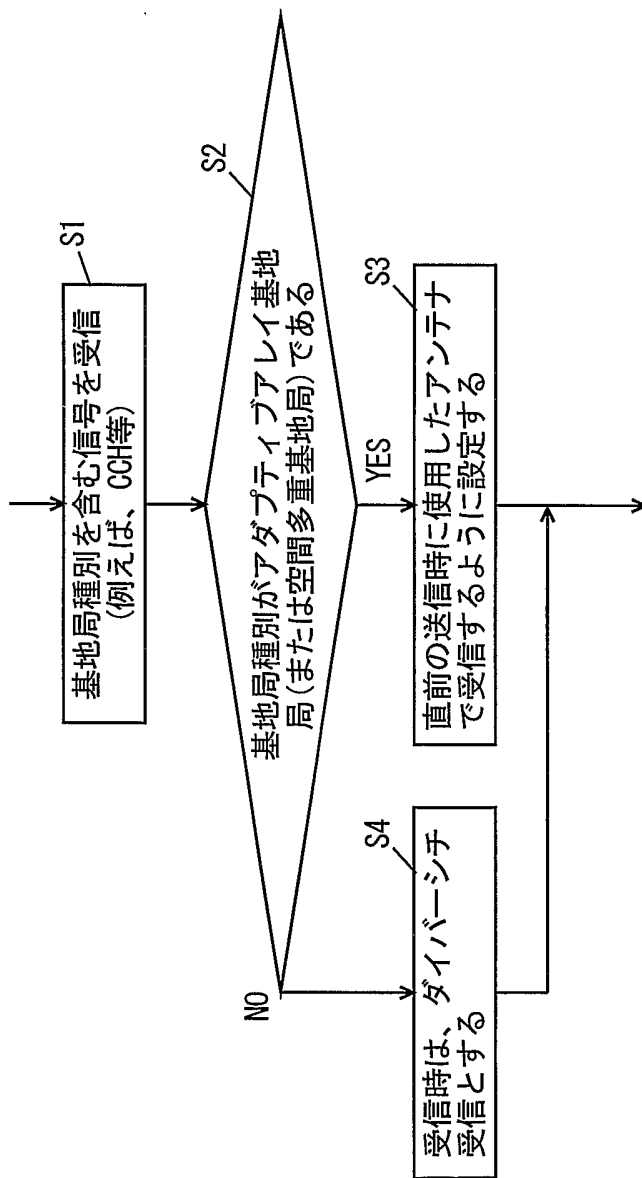 S1
基地局種別を含む信号を受信
(例えば、CCH等)
S2
基地局種別がアダプティブアレイ基地
局(または空間多重基地局)である
NO
YES
S3
直前の送信時に使用したアンテナ
で受信するように設定する
S4
受信時は、ダイバーシチ
受信とする